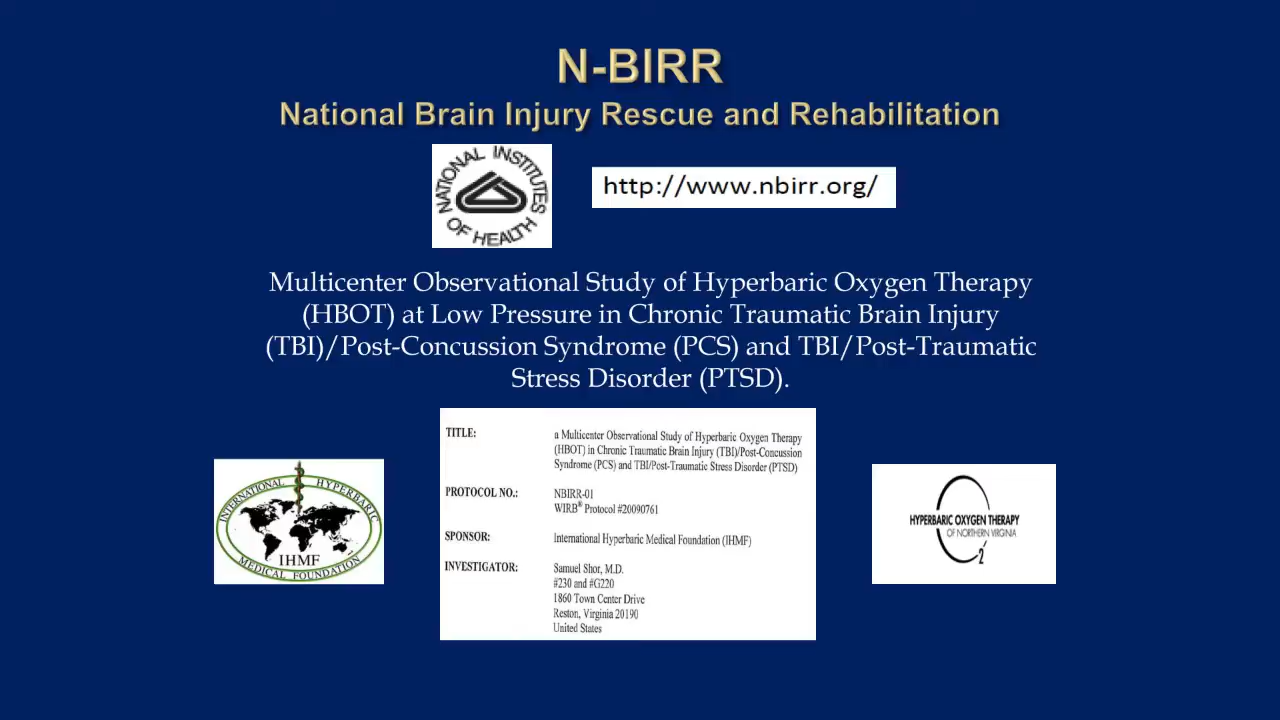 N-BIRR
National Brain Injury Rescue and Rehabilitation
NATIONAL INSTITUTES
OF HEALTH
http://www.nbirr.org/
Multicenter Observational Study of Hyperbaric Oxygen Therapy
(HBOT) at Low Pressure in Chronic Traumatic Brain Injury
(TBI)/Post-Concussion Syndrome (PCS) and TBI/Post-Traumatic
Stress Disorder (PTSD).
TITLE: a Multicenter Observational Study of Hyperbaric Oxygen Therapy
(HBOT) in Chronic Traumatic Brain Injury (TBI)/Post-Concussion
Syndrome (PCS) and TBI/Post-Traumatic Stress Disorder (PTSD)
PROTOCOL NO.: NBIRR-01
WIRB® Protocol #20090761
SPONSOR: International Hyperbaric Medical Foundation (IHMF)
INVESTIGATOR: Samuel Shor, M.D.
#230 and #G220
1860 Town Center Drive
Reston, Virginia 20190
United States
INTERNATIONAL HYPERBARIC
IHMF
MEDICAL FOUNDATION
HYPERBARIC OXYGEN THERAPY
OF NORTHERN VIRGINIA
2